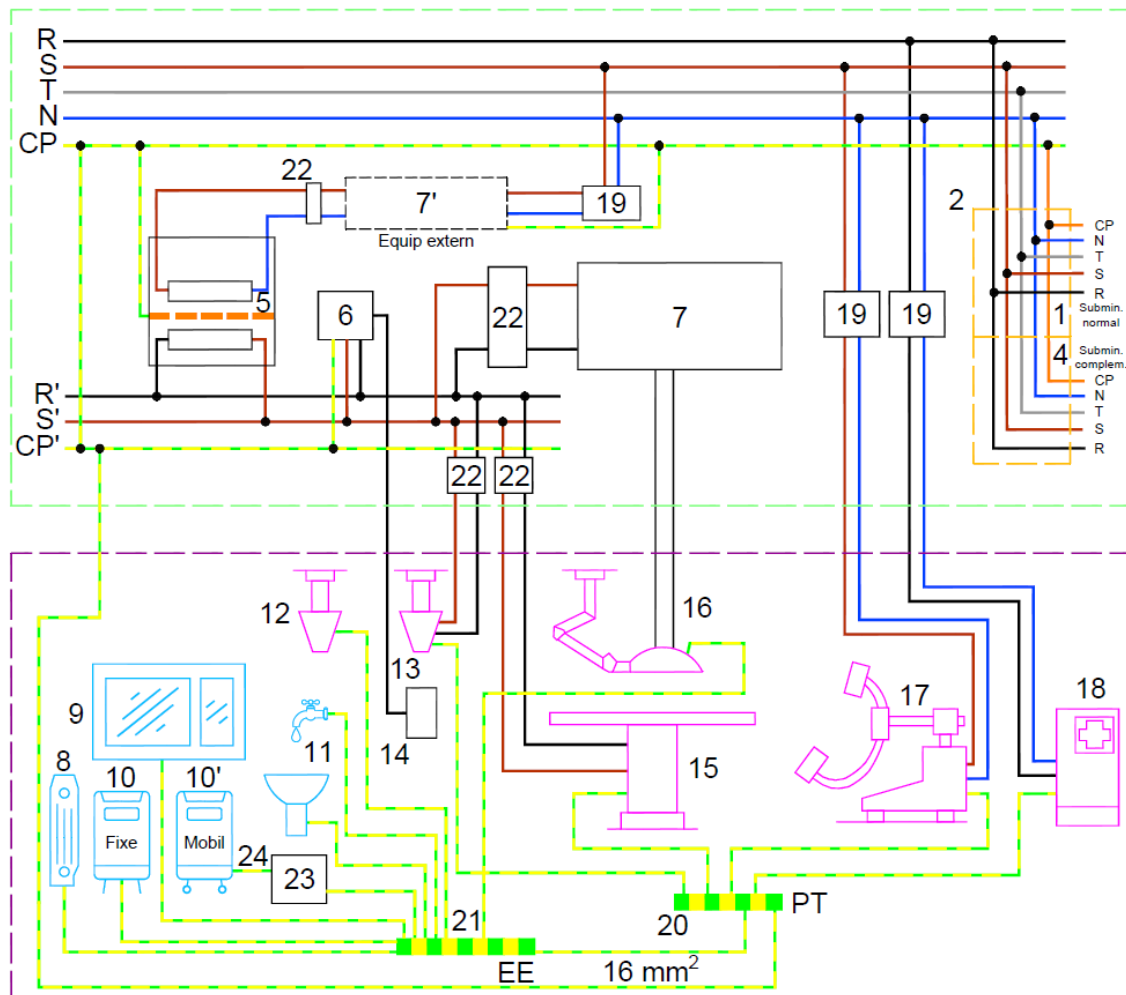 R
S
T
N
CP
22
7'
19
Equip extern
2
CP
N
T
S
R
1
Submin.
normal
4
Submin.
complem.
CP
N
T
S
R
5
6
22
7
19
19
R'
S'
CP'
22
22
12
13
16
9
11
14
15
17
18
8
10
10'
Fixe
Mobil
24
23
21
20
PT
EE
16 mm²